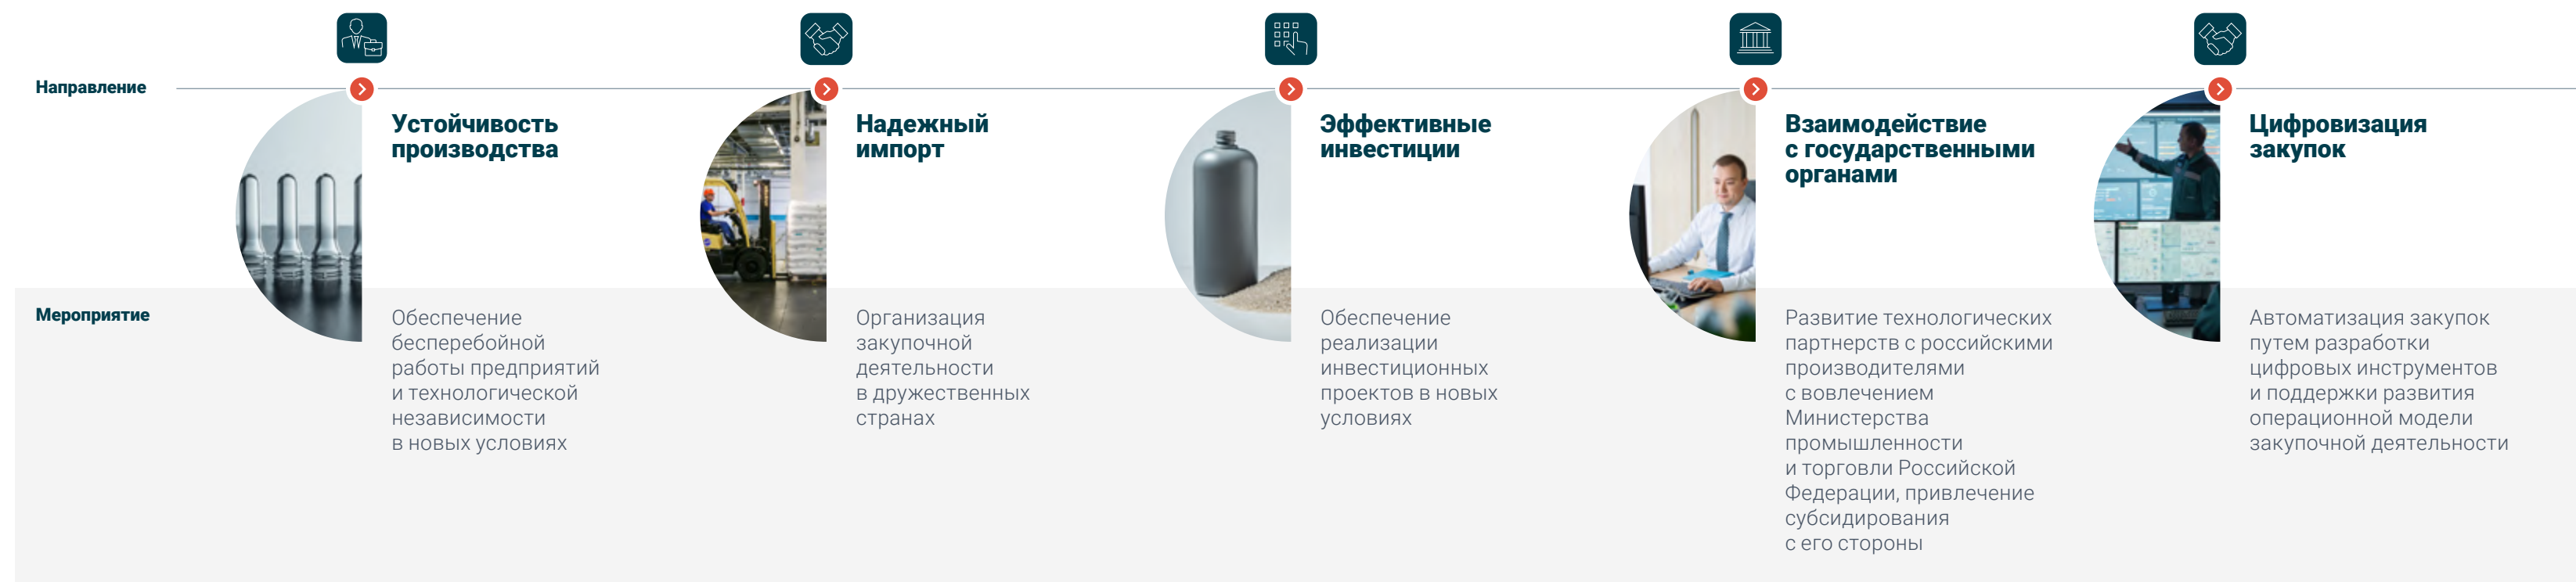 Направление
Устойчивость
производства
Надежный
импорт
Эффективные
инвестиции
Взаимодействие
с государственными
органами
Цифровизация
закупок
Мероприятие
Обеспечение
бесперебойной
работы предприятий
и технологической
независимости
в новых условиях
Организация
закупочной
деятельности
в дружественных
странах
Обеспечение
реализации
инвестиционных
проектов в новых
условиях
Развитие технологических
партнерств с российскими
производителями
с вовлечением
Министерства
промышленности
и торговли Российской
Федерации, привлечение
субсидирования
с его стороны
Автоматизация закупок
путем разработки
цифровых инструментов
и поддержки развития
операционной модели
закупочной деятельности